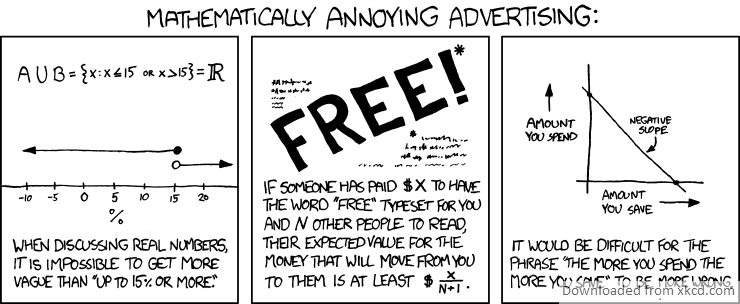 MATHEMATICALLY ANNOYING ADVERTISING:
A U B = {x: x ≤ 15 OR x > 15} = ℝ
-10 -5 0 5 10 15 20
%
WHEN DISCUSSING REAL NUMBERS,
IT IS IMPOSSIBLE TO GET MORE
VAGUE THAN "UP TO 15% OR MORE."
FREE!*
*
IF SOMEONE HAS PAID $X TO HAVE
THE WORD "FREE" TYPESET FOR YOU
AND N OTHER PEOPLE TO READ,
THEIR EXPECTED VALUE FOR THE
MONEY THAT WILL MOVE FROM YOU
TO THEM IS AT LEAST $ X/N+1.
AMOUNT
YOU SPEND
NEGATIVE
SLOPE
AMOUNT
YOU SAVE
IT WOULD BE DIFFICULT FOR THE
PHRASE "THE MORE YOU SPEND THE
MORE YOU SAVE" TO BE MORE WRONG.
Downloaded from xkcd.com